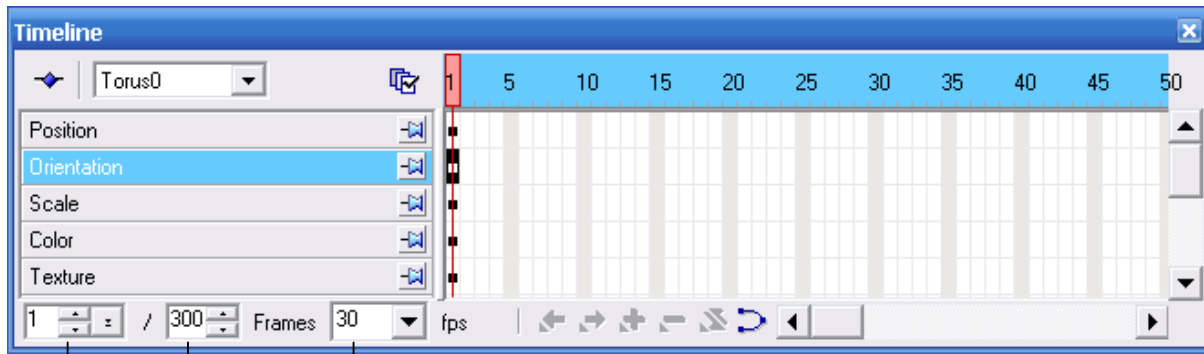 Timeline
Torus0
1 5 10 15 20 25 30 35 40 45 50
Position
Orientation
Scale
Color
Texture
1 / 300 Frames 30 fps